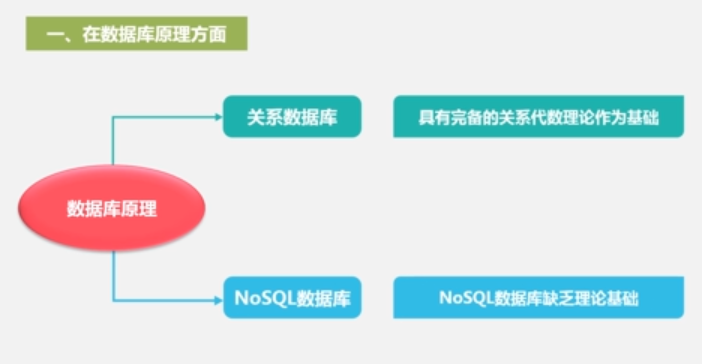 一、在数据库原理方面
关系数据库
具有完备的关系代数理论作为基础
数据库原理
NoSQL数据库
NoSQL数据库缺乏理论基础